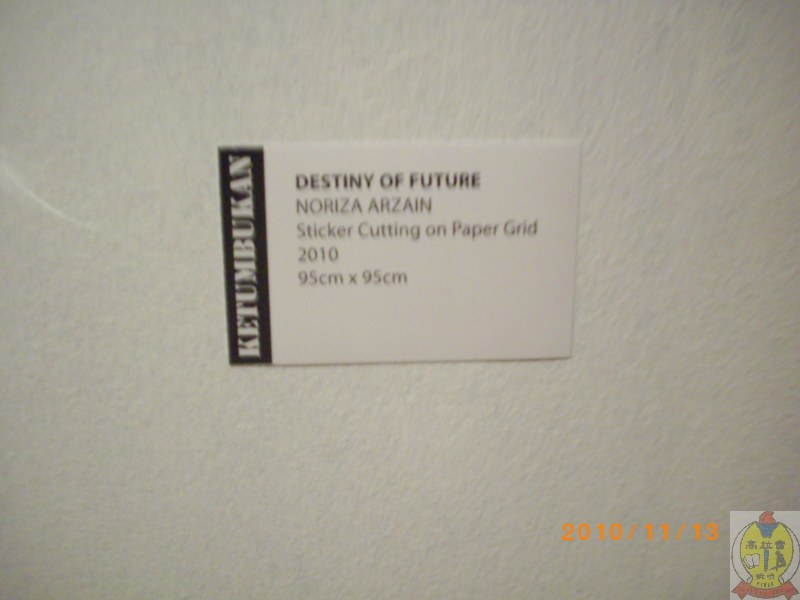 KETUMBUKAN
DESTINY OF FUTURE
NORIZA ARZAIN
Sticker Cutting on Paper Grid
2010
95cm x 95cm
2010/11/13